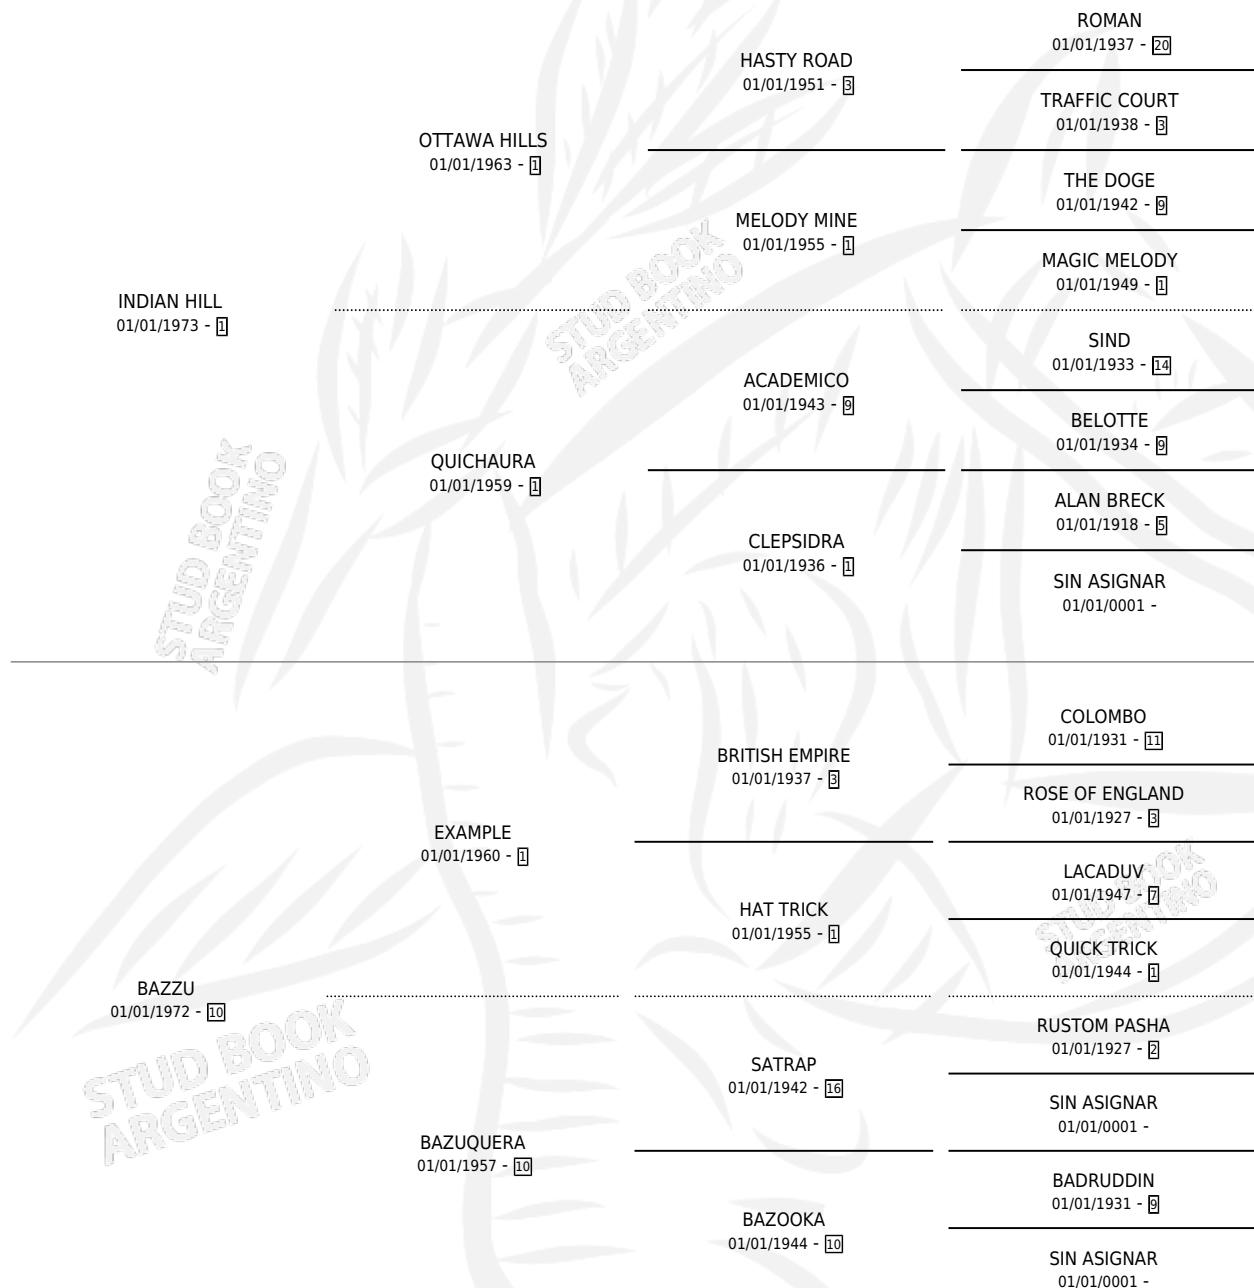 ROMAN
01/01/1937 - 20
HASTY ROAD
01/01/1951 - 3
TRAFFIC COURT
01/01/1938 - 3
OTTAWA HILLS
01/01/1963 - 1
THE DOGE
01/01/1942 - 9
MELODY MINE
01/01/1955 - 1
MAGIC MELODY
01/01/1949 - 1
INDIAN HILL
01/01/1973 - 1
SIND
01/01/1933 - 14
ACADEMICO
01/01/1943 - 9
BELOTTE
01/01/1934 - 9
QUICHAURA
01/01/1959 - 1
ALAN BRECK
01/01/1918 - 5
CLEPSIDRA
01/01/1936 - 1
SIN ASIGNAR
01/01/0001 -
COLOMBO
01/01/1931 - 11
BRITISH EMPIRE
01/01/1937 - 3
ROSE OF ENGLAND
01/01/1927 - 3
EXAMPLE
01/01/1960 - 1
LACADUV
01/01/1947 - 7
HAT TRICK
01/01/1955 - 1
QUICK TRICK
01/01/1944 - 1
BAZZU
01/01/1972 - 10
RUSTOM PASHA
01/01/1927 - 2
SATRAP
01/01/1942 - 16
SIN ASIGNAR
01/01/0001 -
BAZUQUERA
01/01/1957 - 10
BADRUDDIN
01/01/1931 - 9
BAZOOKA
01/01/1944 - 10
SIN ASIGNAR
01/01/0001 -
STUD BOOK
ARGENTINO
STUD BOOK
ARGENTINO
STUD BOOK
ARGENTINO
STUD BOOK
ARGENTINO